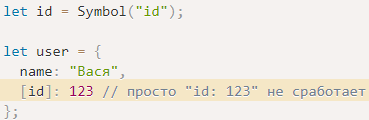 let id = Symbol("id");
let user = {
name: "Вася",
[id]: 123 // просто "id: 123" не сработает
};